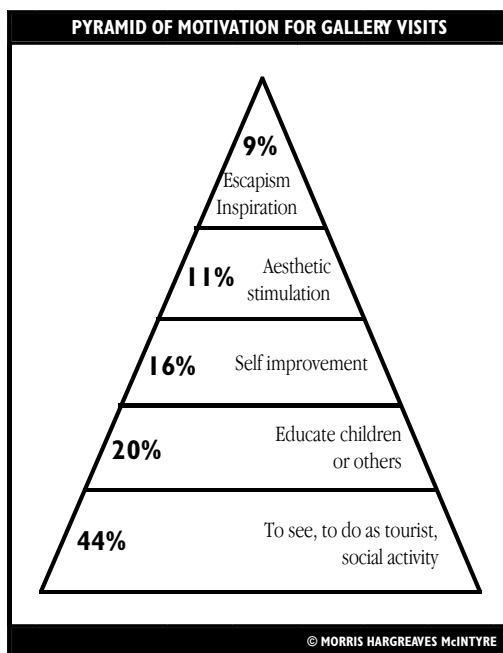 PYRAMID OF MOTIVATION FOR GALLERY VISITS
9%
Escapism
Inspiration
11%
Aesthetic
stimulation
16%
Self improvement
20%
Educate children
or others
44%
To see, to do as tourist,
social activity
© MORRIS HARGREAVES McINTYRE